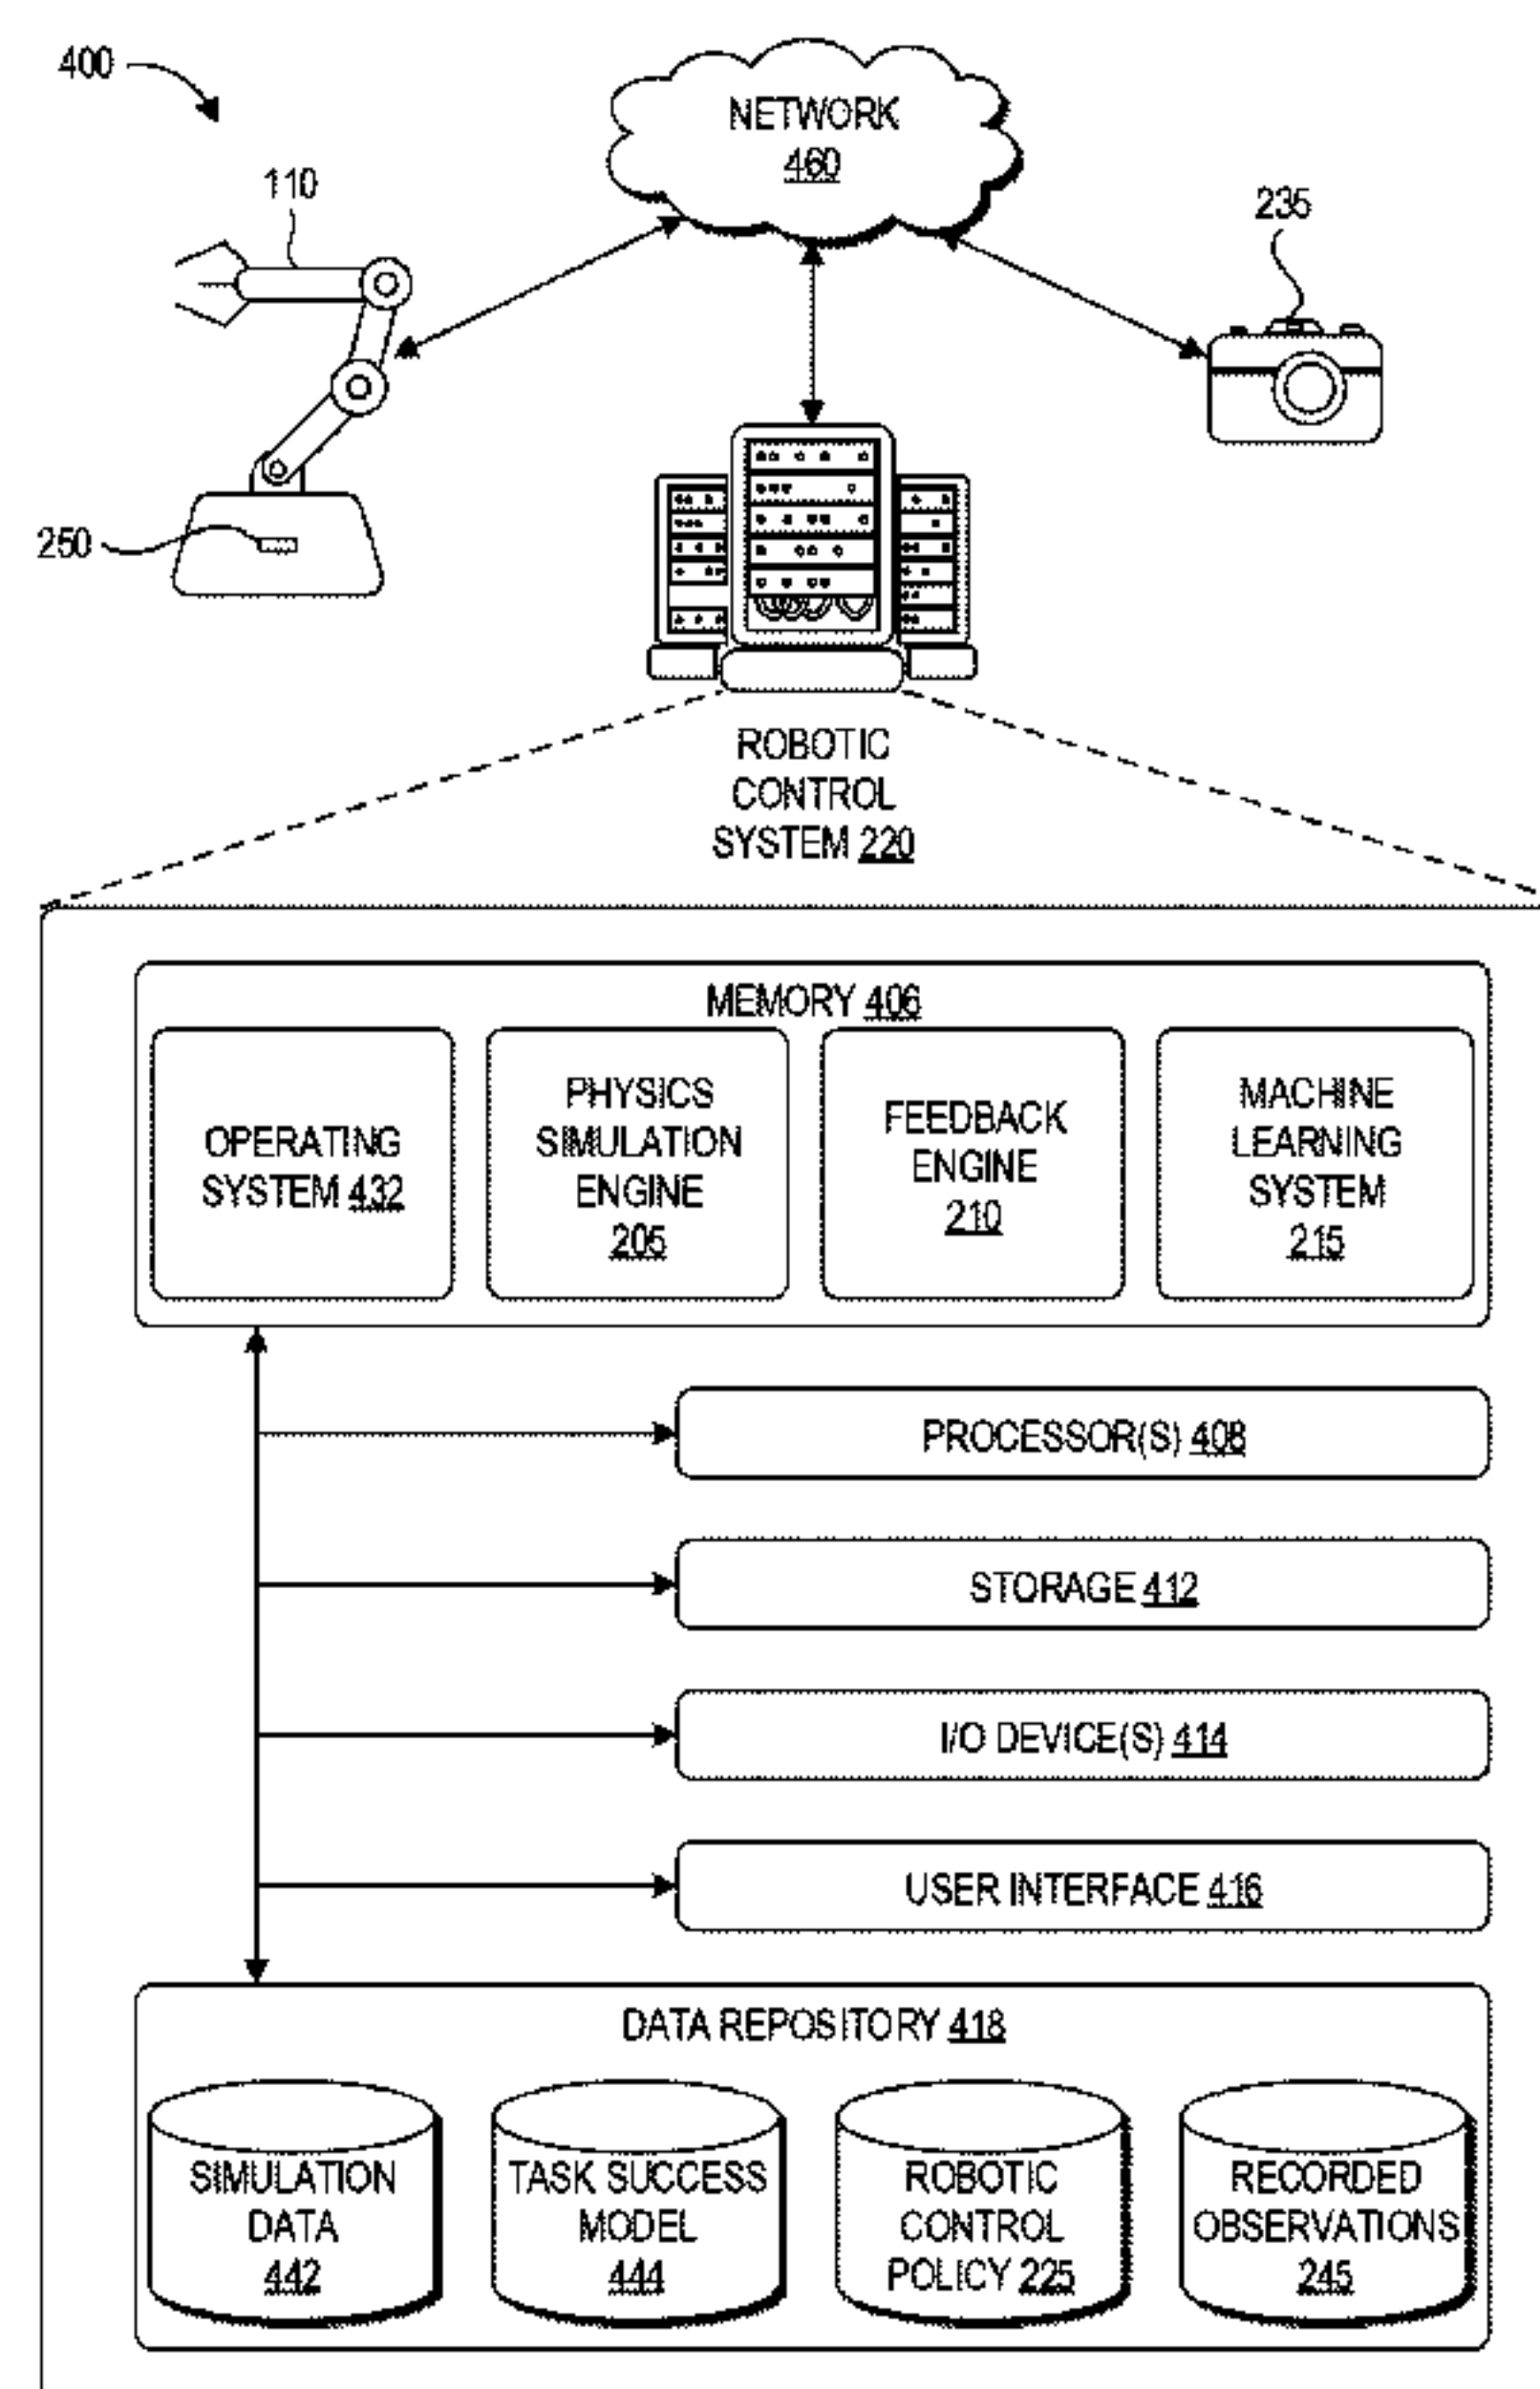 400
NETWORK
460
110
235
250
ROBOTIC
CONTROL
SYSTEM 220
MEMORY 406
OPERATING
SYSTEM 432
PHYSICS
SIMULATION
ENGINE
205
FEEDBACK
ENGINE
210
MACHINE
LEARNING
SYSTEM
215
PROCESSOR(S) 408
STORAGE 412
I/O DEVICE(S) 414
USER INTERFACE 416
DATA REPOSITORY 418
SIMULATION
DATA
442
TASK SUCCESS
MODEL
444
ROBOTIC
CONTROL
POLICY 225
RECORDED
OBSERVATIONS
245